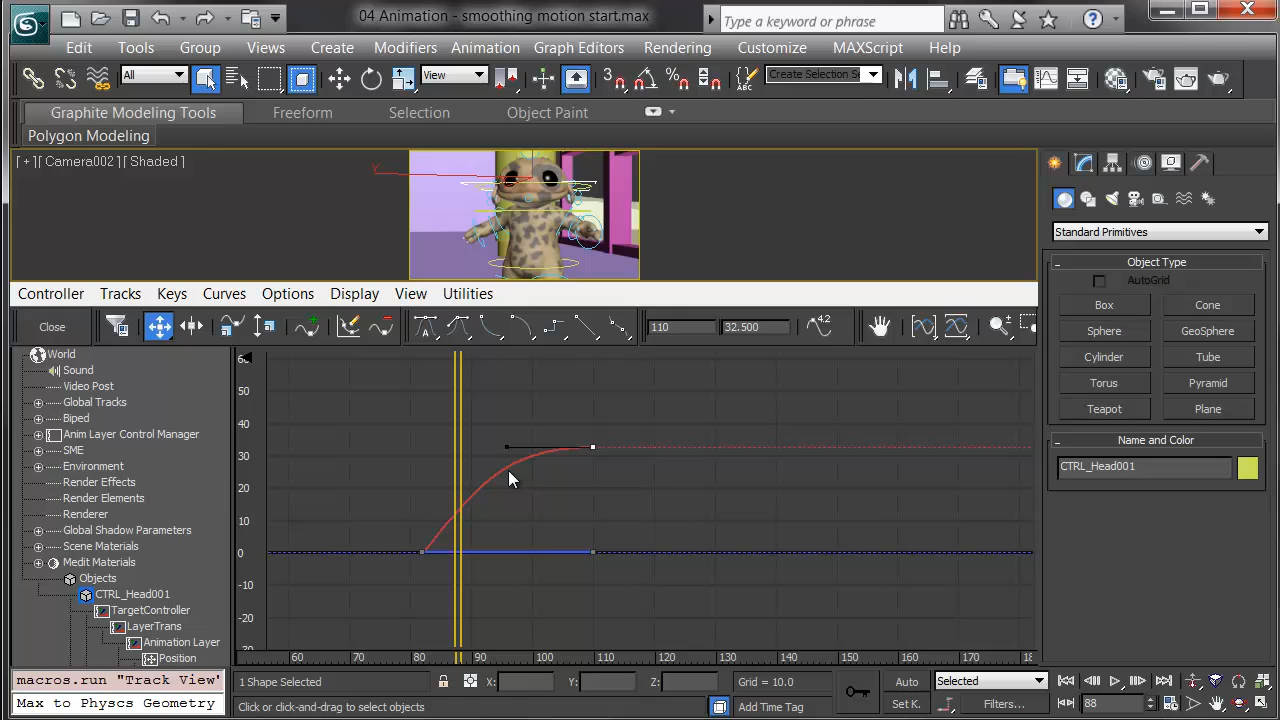 04 Animation - smoothing motion start.max
Type a keyword or phrase
Edit Tools Group Views Create Modifiers Animation Graph Editors Rendering Customize MAXScript Help
All View 3 Create Selection Se
Graphite Modeling Tools Freeform Selection Object Paint
Polygon Modeling
[ + ][ Camera002 ][ Shaded ]
Y
Standard Primitives
Object Type
AutoGrid
Box Cone
Sphere GeoSphere
Cylinder Tube
Torus Pyramid
Teapot Plane
Name and Color
CTRL_Head001
Controller Tracks Keys Curves Options Display View Utilities
Close 110 32.500
World
Sound
Video Post
Global Tracks
Biped
Anim Layer Control Manager
SME
Environment
Render Effects
Render Elements
Renderer
Global Shadow Parameters
Scene Materials
Medit Materials
Objects
CTRL_Head001
TargetController
LayerTrans
Animation Layer
Position
60
50
40
30
20
10
0
-10
-20
-30
60 70 80 90 100 110 120 130 140 150 160 170 18
macros.run "Track View"
Max to Physcs Geometry
1 Shape Selected X: Y: Z: Grid = 10.0
Click or click-and-drag to select objects Add Time Tag
Auto Selected
Set K. Filters... 88